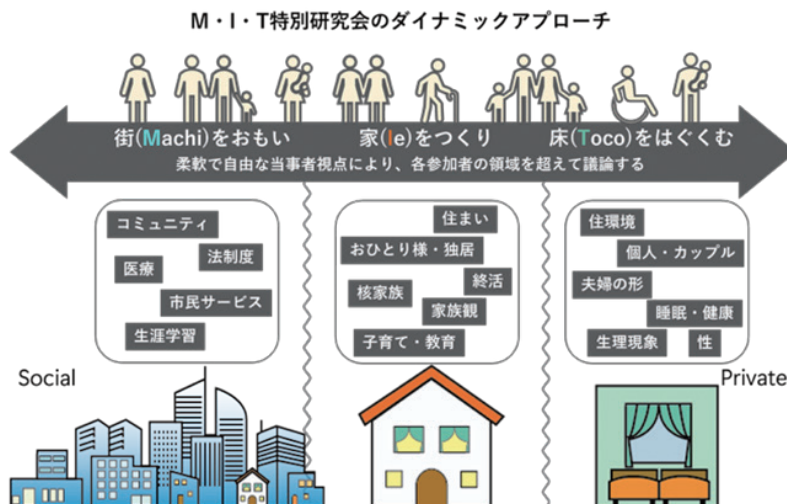 M・I・T特別研究会のダイナミックアプローチ
街(Machi)をおもい
家(Ie)をつくり
床(Toco)をはぐくむ
柔軟で自由な当事者視点により、各参加者の領域を超えて議論する
コミュニティ
法制度
医療
市民サービス
生涯学習
住まい
おひとり様・独居
終活
核家族
家族観
子育て・教育
住環境
個人・カップル
夫婦の形
睡眠・健康
生理現象
性
Social
Private